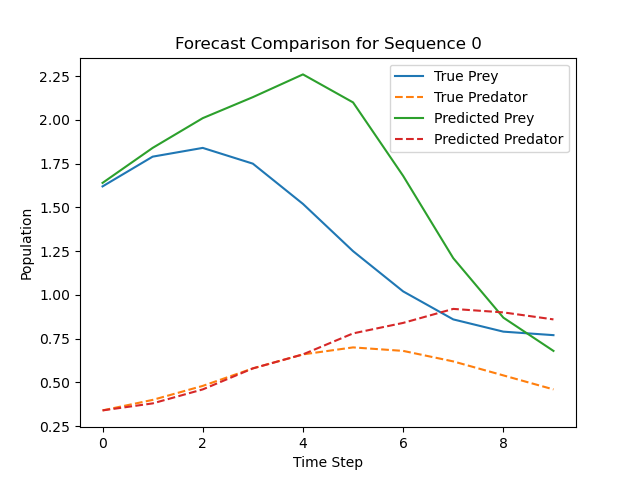 Forecast Comparison for Sequence 0
True Prey
True Predator
Predicted Prey
Predicted Predator
Population
2.25
2.00
1.75
1.50
1.25
1.00
0.75
0.50
0.25
0 2 4 6 8
Time Step